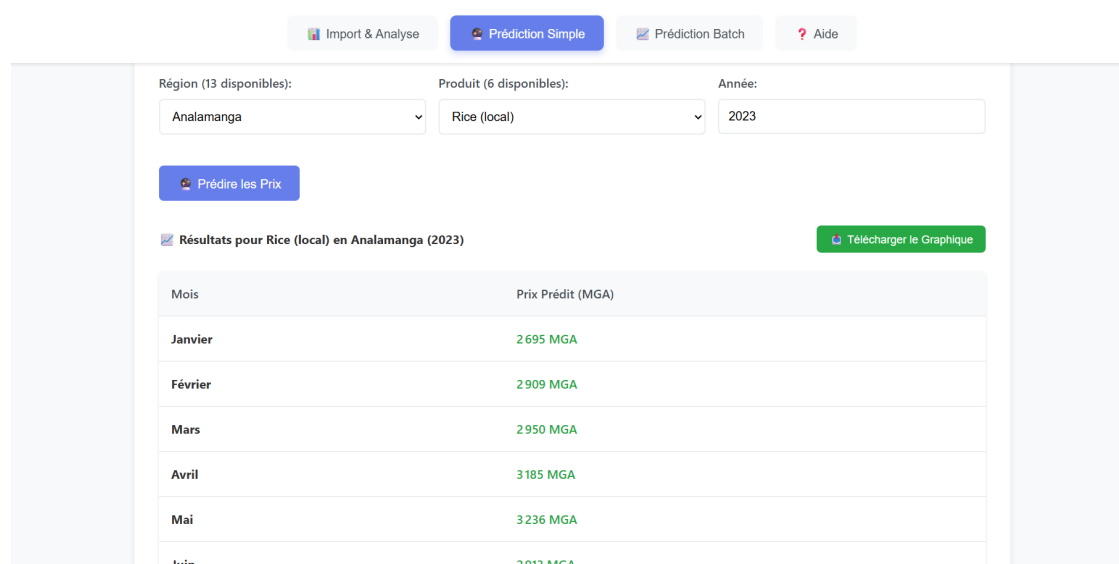 Import & Analyse
Prédiction Simple
Prédiction Batch
Aide
Région (13 disponibles):
Produit (6 disponibles):
Année:
Analamanga
Rice (local)
2023
Prédire les Prix
Résultats pour Rice (local) en Analamanga (2023)
Télécharger le Graphique
Mois
Prix Prédit (MGA)
Janvier
2 695 MGA
Février
2 909 MGA
Mars
2 950 MGA
Avril
3 185 MGA
Mai
3 236 MGA